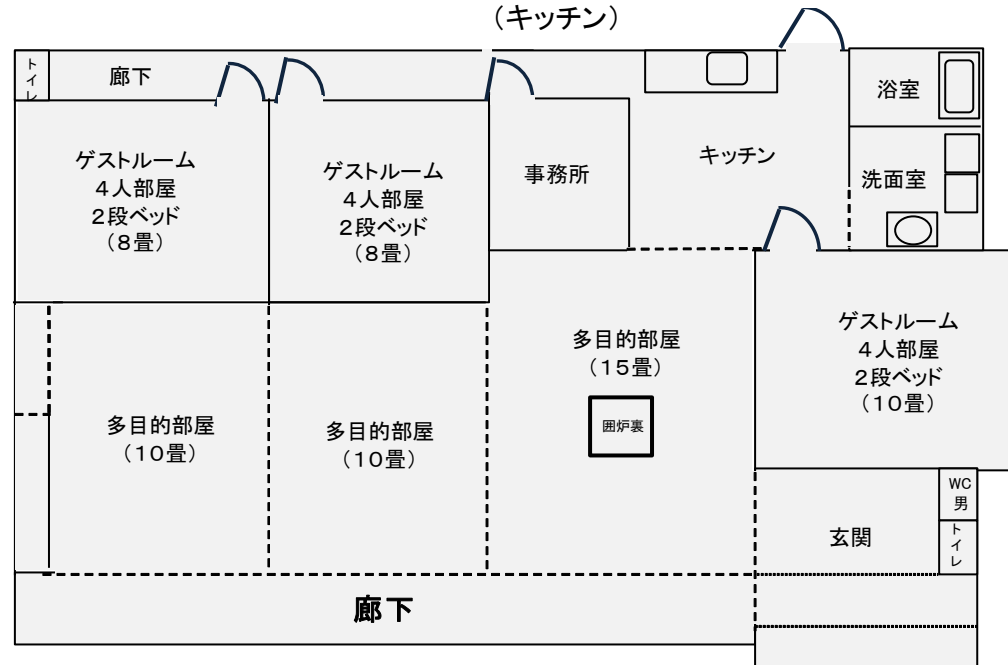 （キッチン）
トイレ
廊下
浴室
ゲストルーム
４人部屋
２段ベッド
（８畳）
ゲストルーム
４人部屋
２段ベッド
（８畳）
事務所
キッチン
洗面室
多目的部屋
（１５畳）
囲炉裏
ゲストルーム
４人部屋
２段ベッド
（１０畳）
多目的部屋
（１０畳）
多目的部屋
（１０畳）
WC
男
玄関
トイレ
廊下